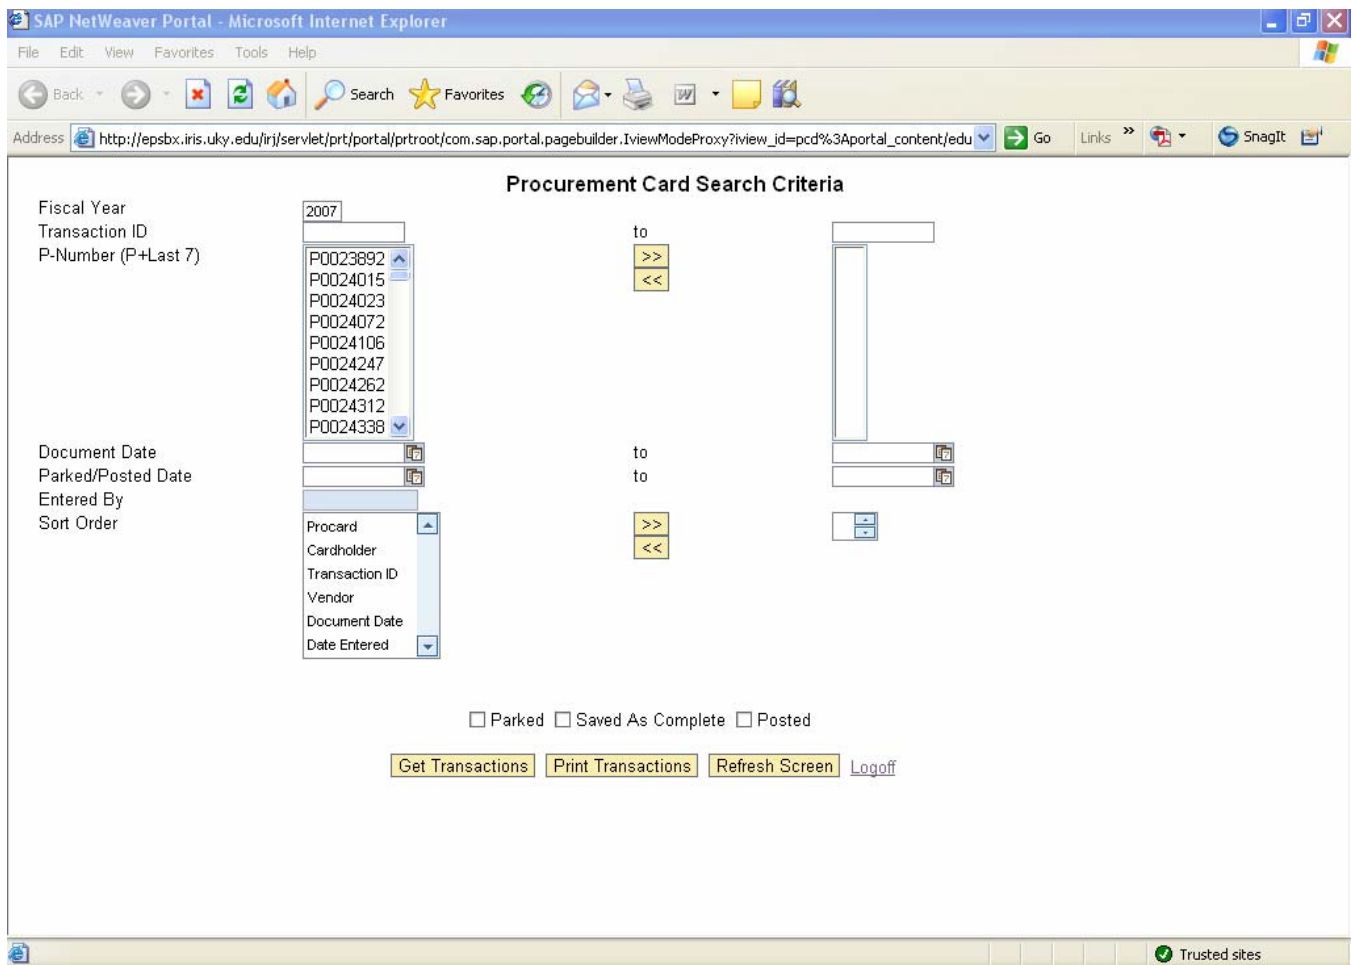 SAP NetWeaver Portal - Microsoft Internet Explorer
File Edit View Favorites Tools Help
Back Search Favorites W
Address http://epsbx.iris.uky.edu/irj/servlet/prt/portal/prtroot/com.sap.portal.pagebuilder.IviewModeProxy?iview_id=pcd%3Aportal_content/edu Go Links » SnagIt
Procurement Card Search Criteria
Fiscal Year 2007
Transaction ID to
P-Number (P+Last 7) P0023892 >>
P0024015 <<
P0024023
P0024072
P0024106
P0024247
P0024262
P0024312
P0024338
Document Date to
Parked/Posted Date to
Entered By
Sort Order Procard >>
Cardholder <<
Transaction ID
Vendor
Document Date
Date Entered
Parked Saved As Complete Posted
Get Transactions Print Transactions Refresh Screen Logoff
Trusted sites